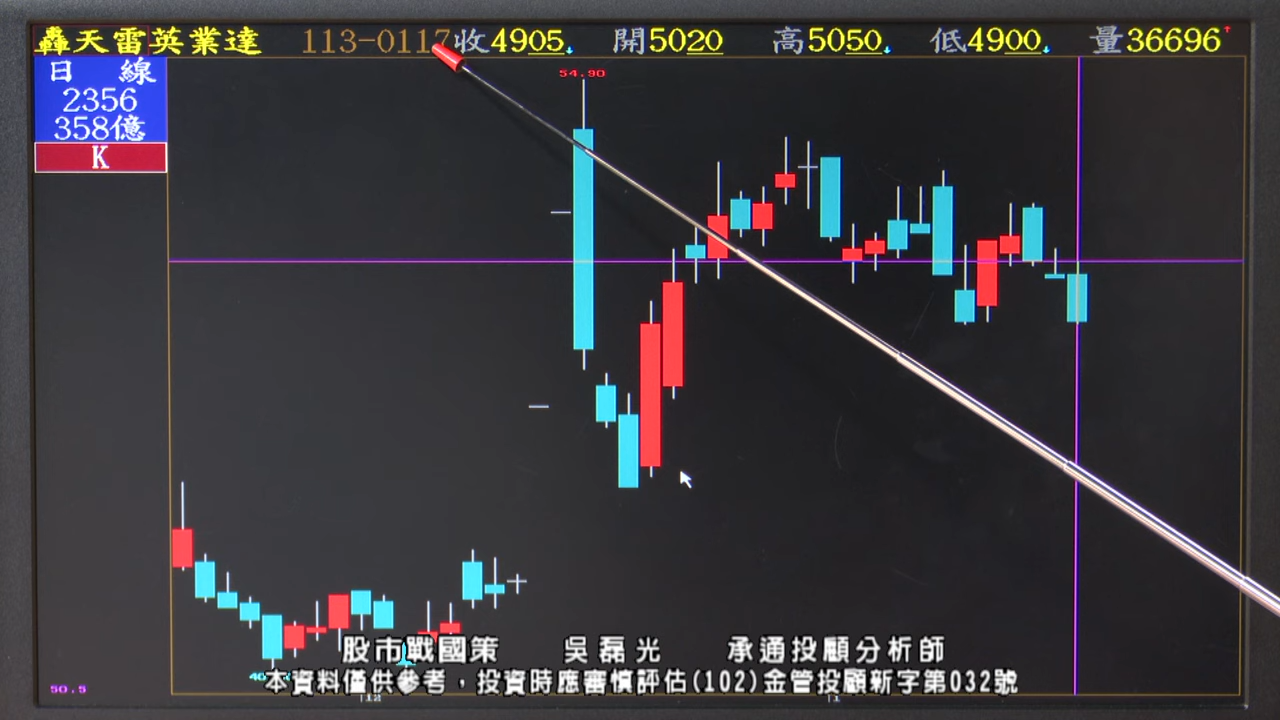 轟天雷英業達 113-0117 收4905 開5020 高5050 低4900 量36696
日 線
2356
358億
K
54.90
股市戰國策 吳磊光 承通投顧分析師
50.5
本資料僅供參考，投資時應審慎評估(102)金管投顧新字第032號
12
1